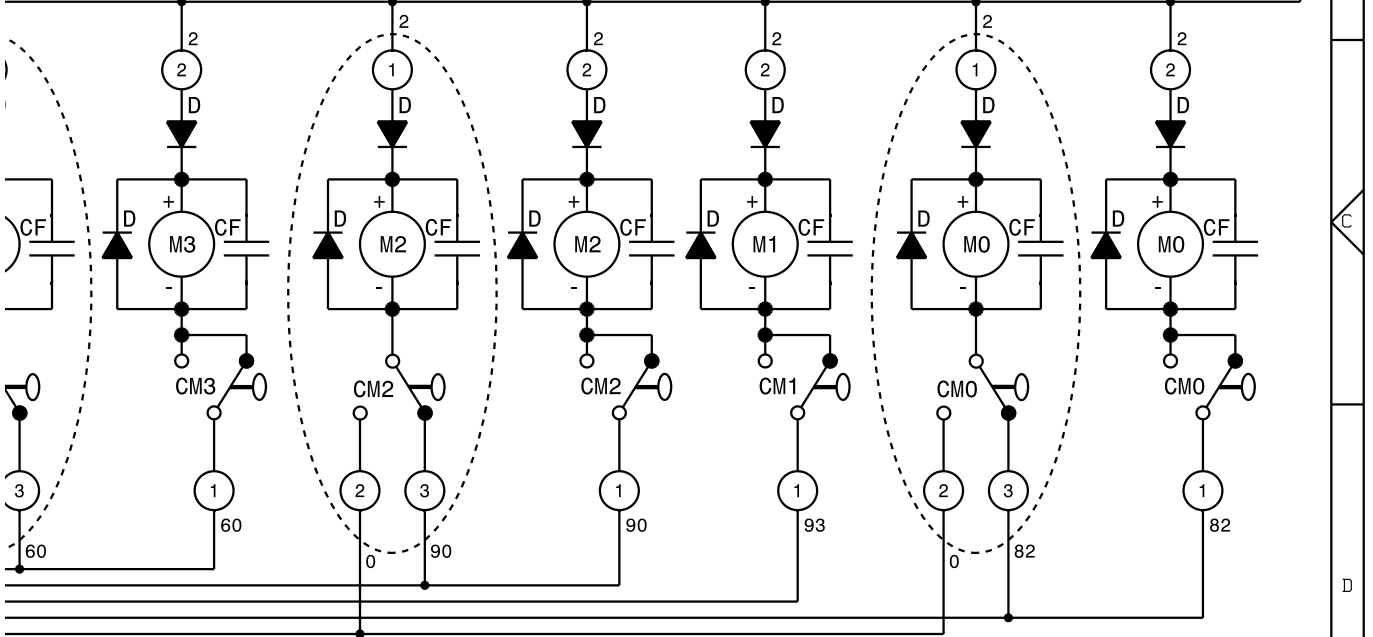 2 2 2 2 2 2
2 1 2 2 1 2
D D D D D D
+ + + + + +
CF D M3 CF D M2 CF D M2 CF D M1 CF D M0 CF D M0 CF C
- - - - - -
CM3 CM2 CM2 CM1 CM0 CM0
3 1 2 3 1 1 2 3 1
60 90 93 82
60 0 90 0 82
D